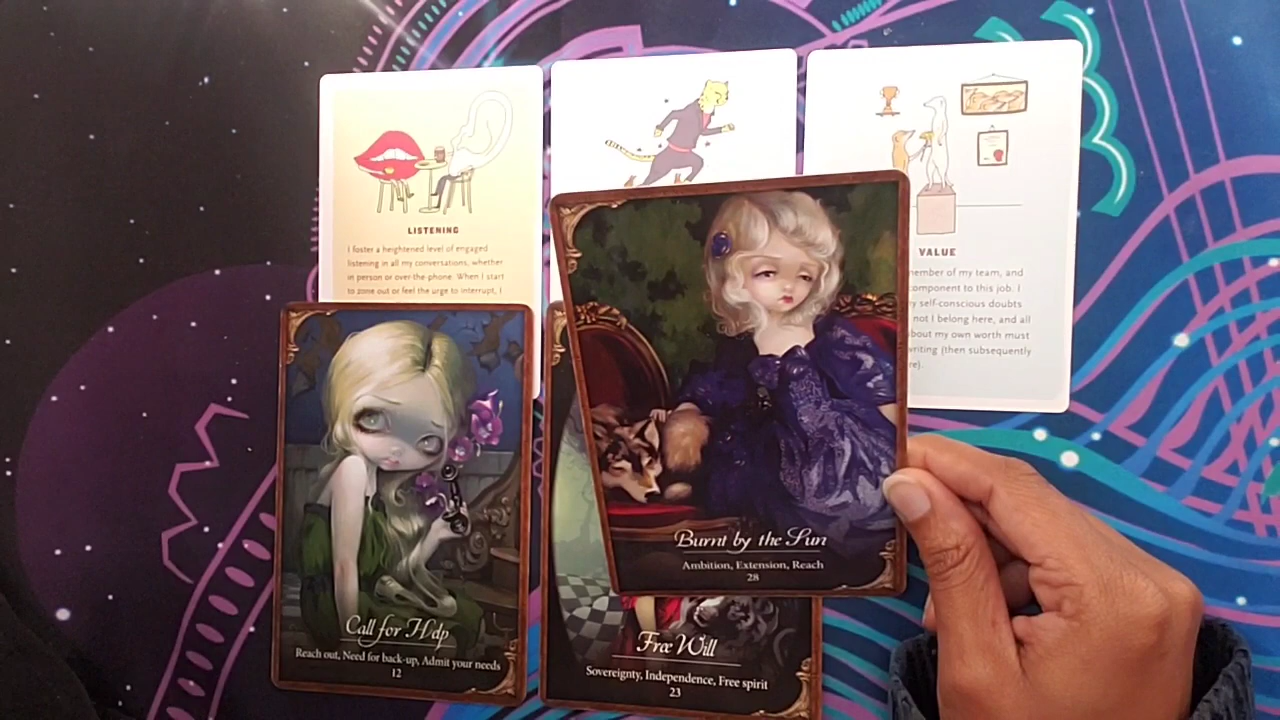 LISTENING
I foster a heightened level of engaged
listening in all my conversations, whether
in person or over-the-phone. When I start
to zone out or feel the urge to interrupt, I
VALUE
member of my team, and
component to this job. I
self-conscious doubts
not I belong here, and all
about my own worth must
writing (then subsequently
Call for Help
Reach out, Need for back-up, Admit your needs
12
Burnt by the Sun
Ambition, Extension, Reach
28
Free Will
Sovereignty, Independence, Free spirit
23